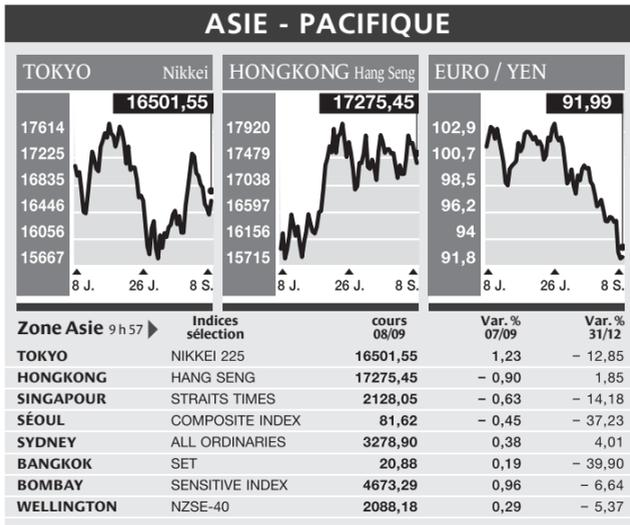 ASIE - PACIFIQUE
TOKYO Nikkei
16501,55
17614
17225
16835
16446
16056
15667
8 J. 26 J. 8 S.
HONGKONG Hang Seng
17275,45
17920
17479
17038
16597
16156
15715
8 J. 26 J. 8 S.
EURO / YEN
91,99
102,9
100,7
98,5
96,2
94
91,8
8 J. 26 J. 8 S.
Zone Asie 9 h 57 Indices sélection cours 08/09 Var. % 07/09 Var. % 31/12
TOKYO NIKKEI 225 16501,55 1,23 – 12,85
HONGKONG HANG SENG 17275,45 – 0,90 1,85
SINGAPOUR STRAITS TIMES 2128,05 – 0,63 – 14,18
SÉOUL COMPOSITE INDEX 81,62 – 0,45 – 37,23
SYDNEY ALL ORDINARIES 3278,90 0,38 4,01
BANGKOK SET 20,88 0,19 – 39,90
BOMBAY SENSITIVE INDEX 4673,29 0,96 – 6,64
WELLINGTON NZSE-40 2088,18 0,29 – 5,37